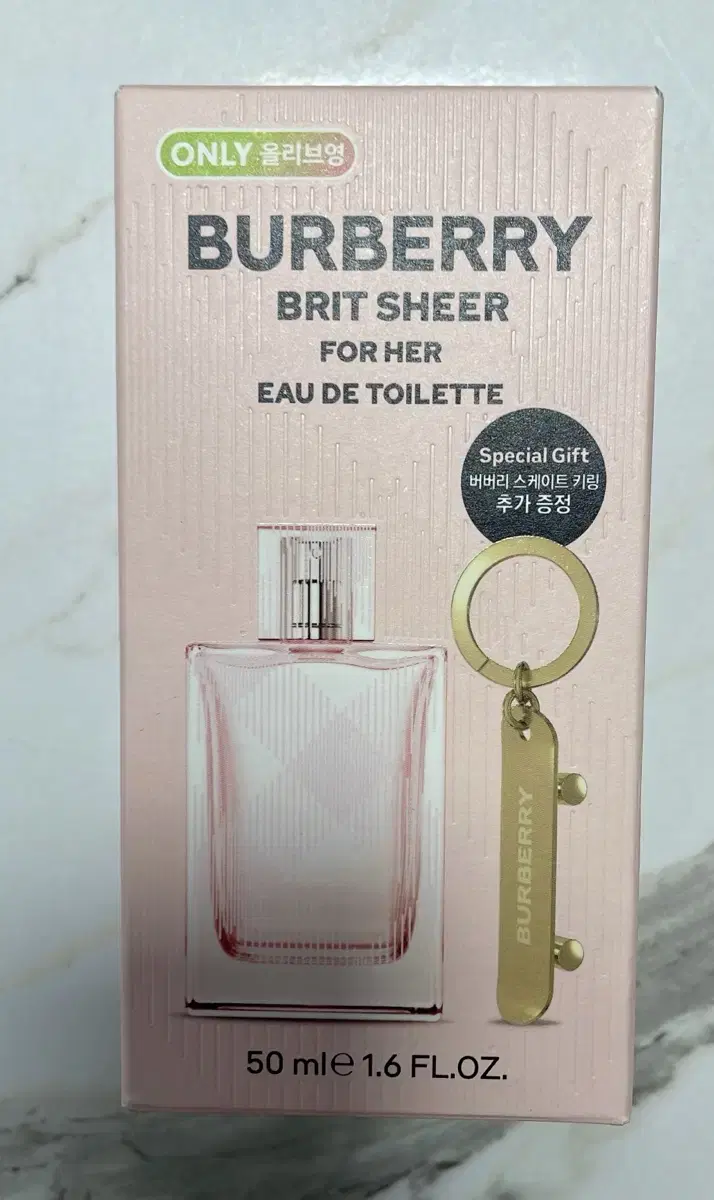 ONLY 올리브영
BURBERRY
BRIT SHEER
FOR HER
EAU DE TOILETTE
Special Gift
버버리 스케이트 키링
추가 증정
BURBERRY
50 ml℮ 1.6 FL.OZ.